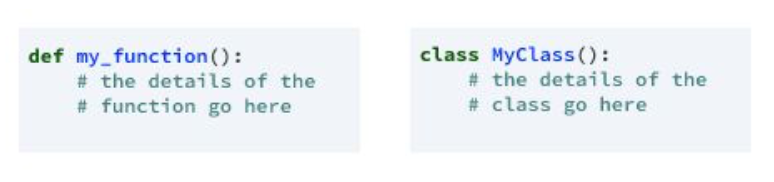 def my_function():
    # the details of the
    # function go here
class MyClass():
    # the details of the
    # class go here